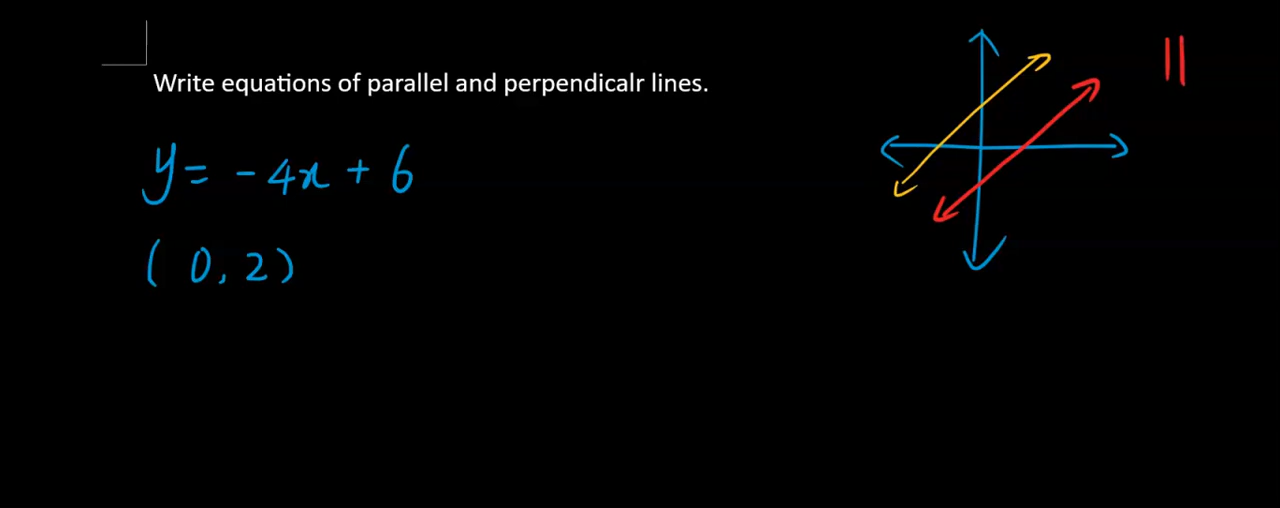 Write equations of parallel and perpendicalr lines.
y = -4x + 6
(0, 2)
||